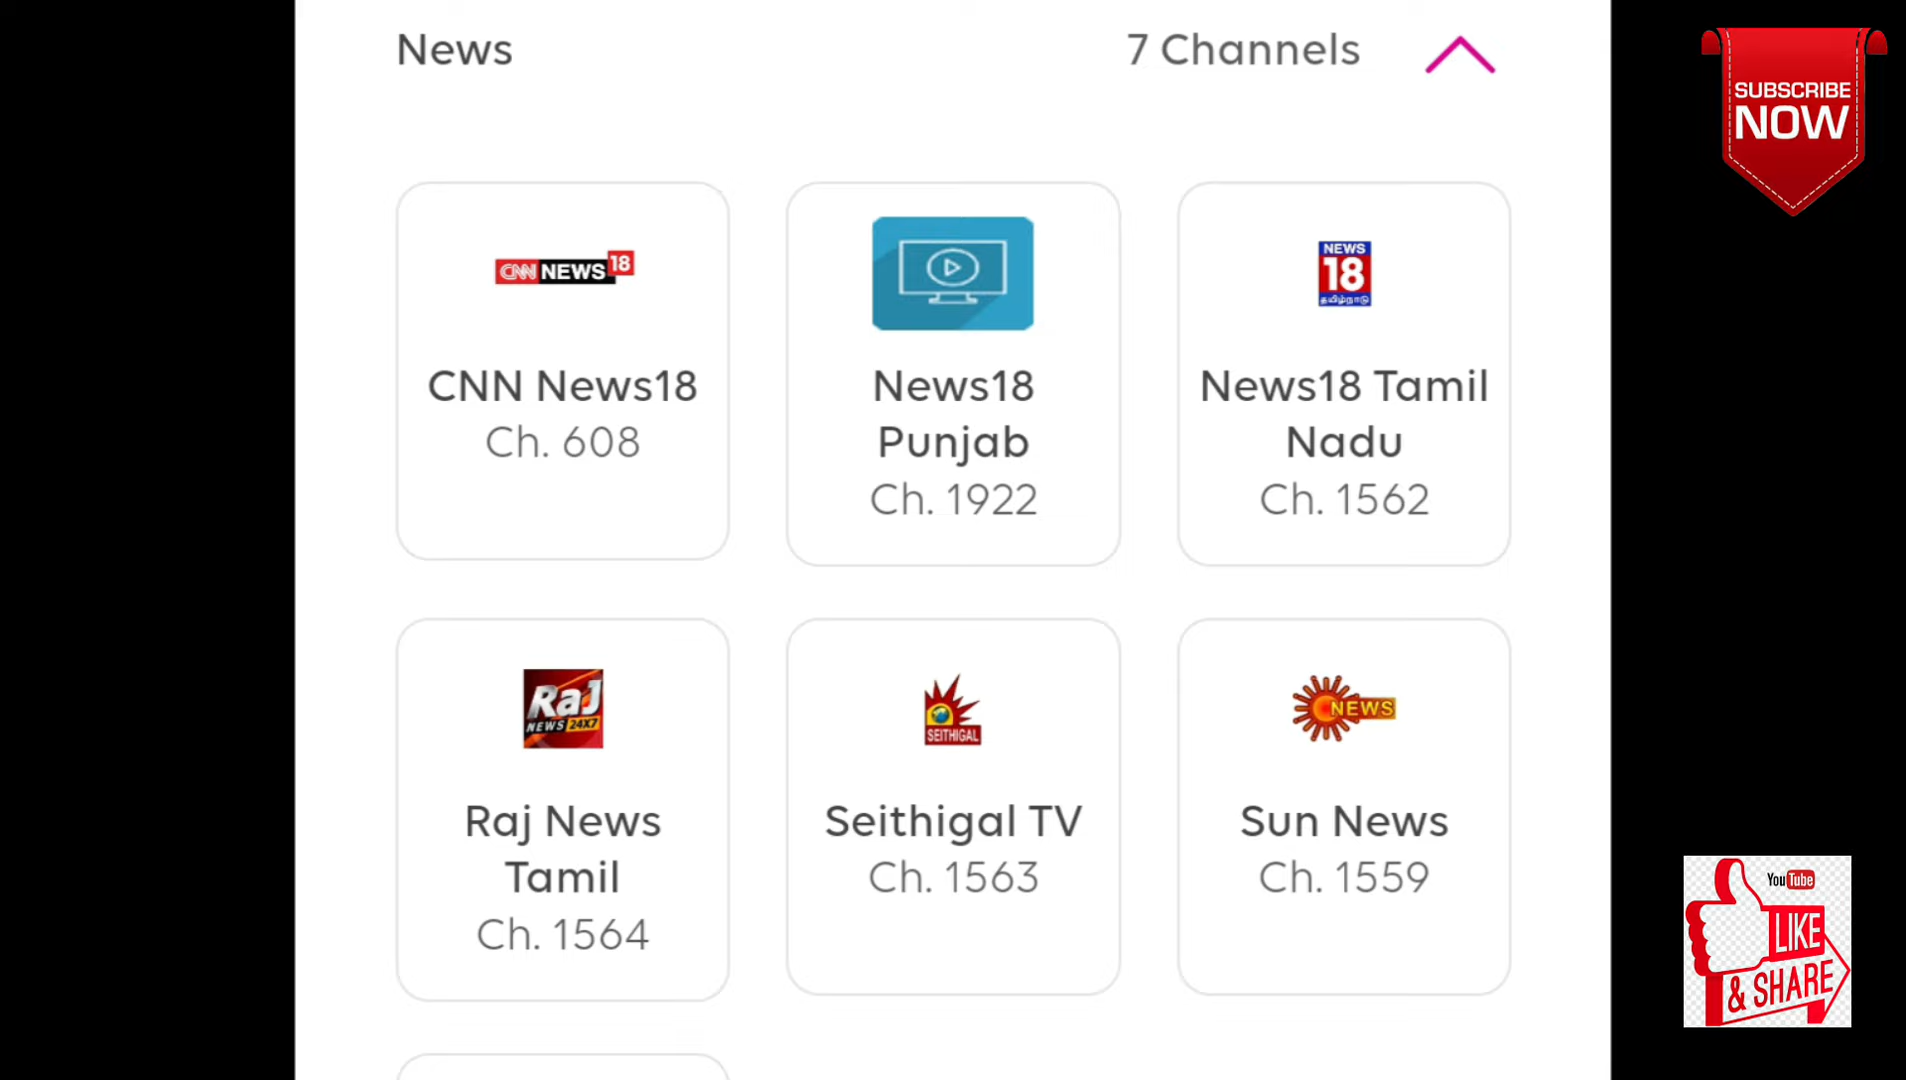 News
7 Channels
SUBSCRIBE
NOW
CNN NEWS 18
NEWS
18
தமிழ்நாடு
CNN News18
Ch. 608
News18
Punjab
Ch. 1922
News18 Tamil
Nadu
Ch. 1562
RaJ
NEWS 24X7
SEITHIGAL
NEWS
Raj News
Tamil
Ch. 1564
Seithigal TV
Ch. 1563
Sun News
Ch. 1559
YouTube
LIKE
& SHARE